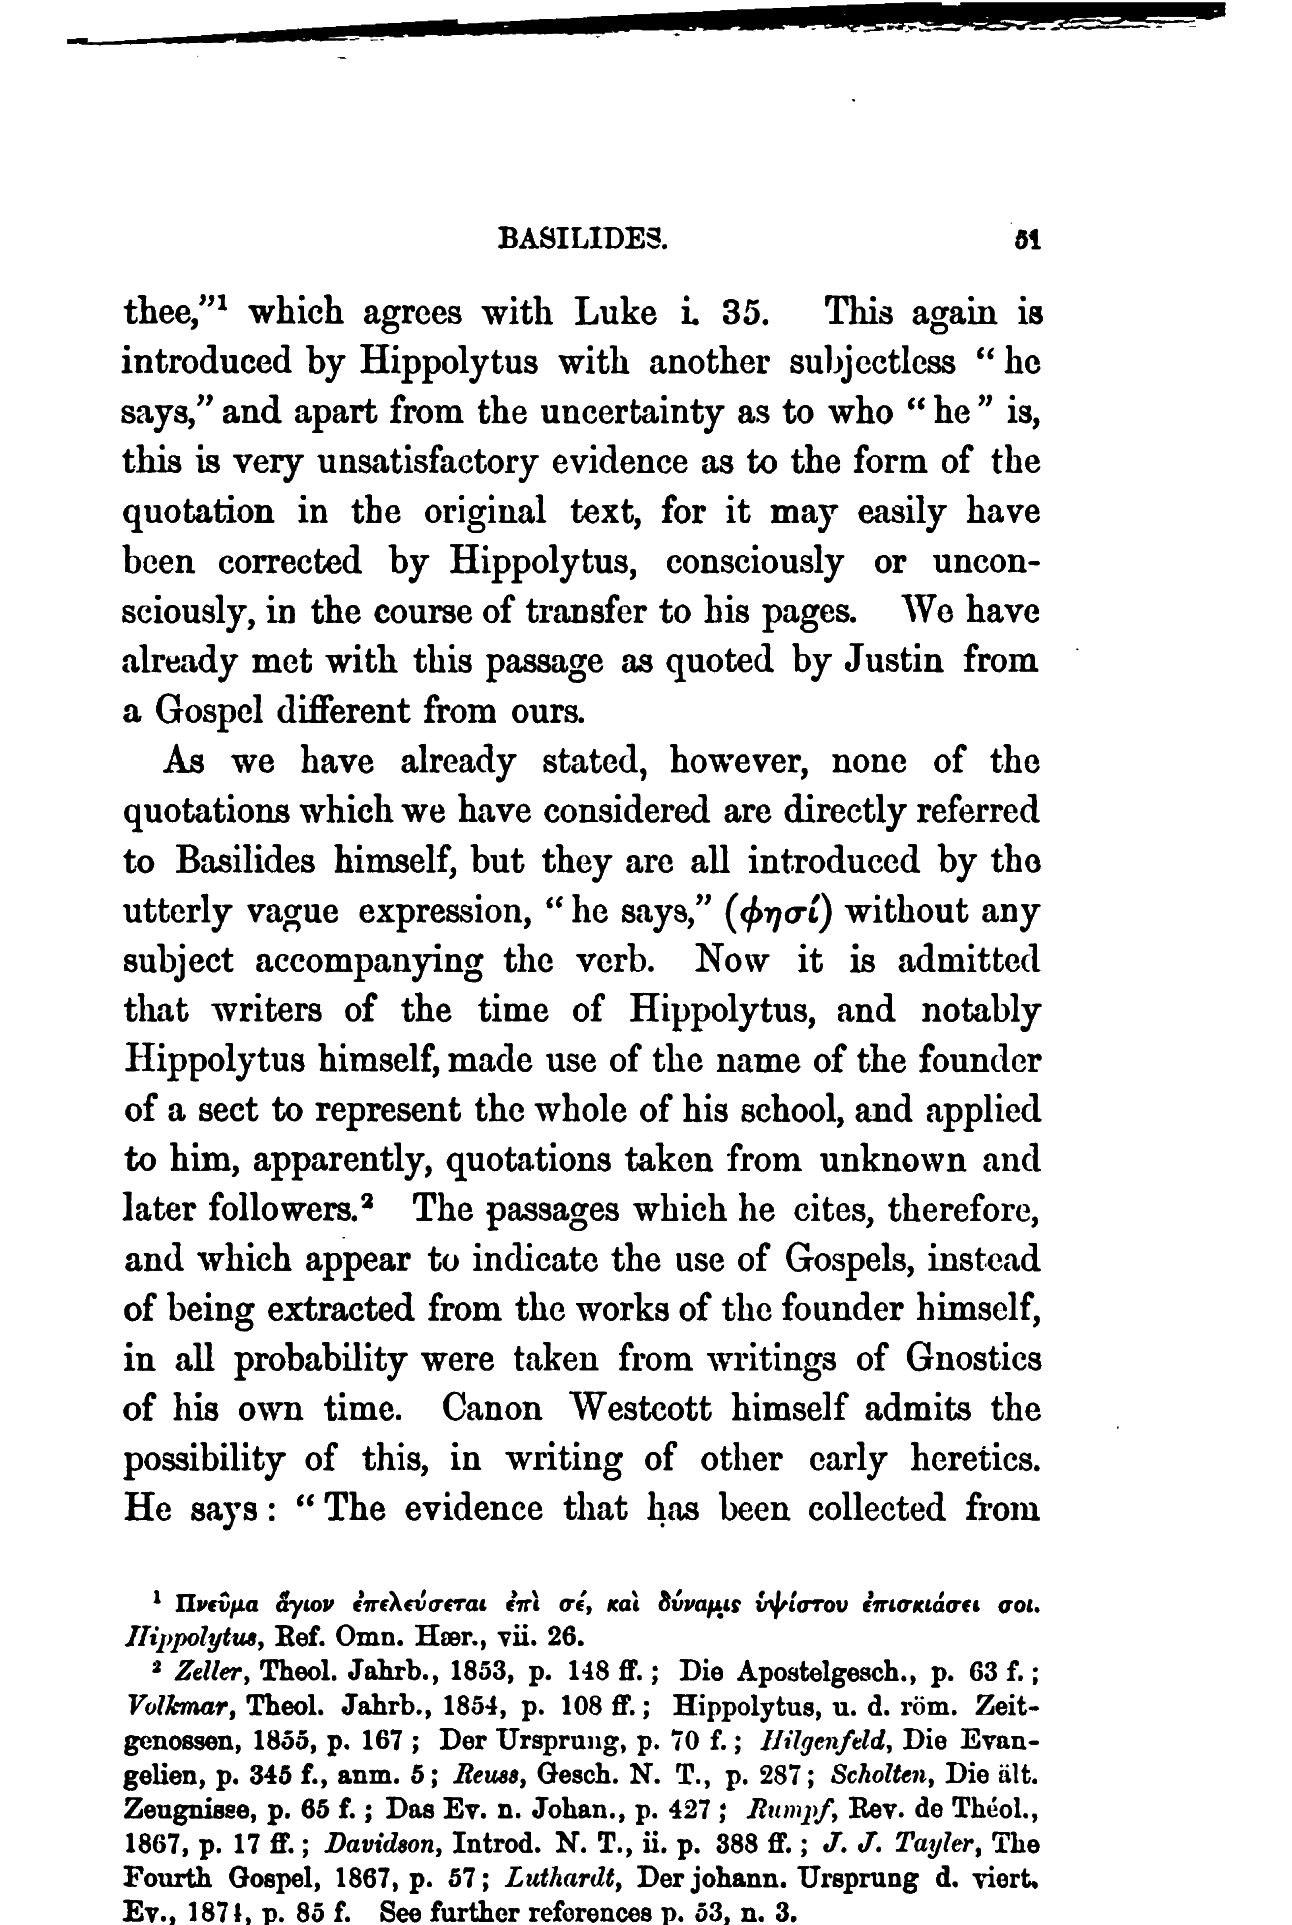 BASILIDES. 51
thee,”¹ which agrees with Luke i. 35. This again is
introduced by Hippolytus with another subjectless “he
says,” and apart from the uncertainty as to who “he” is,
this is very unsatisfactory evidence as to the form of the
quotation in the original text, for it may easily have
been corrected by Hippolytus, consciously or uncon-
sciously, in the course of transfer to his pages. We have
already met with this passage as quoted by Justin from
a Gospel different from ours.
As we have already stated, however, none of the
quotations which we have considered are directly referred
to Basilides himself, but they are all introduced by the
utterly vague expression, “he says,” (φησί) without any
subject accompanying the verb. Now it is admitted
that writers of the time of Hippolytus, and notably
Hippolytus himself, made use of the name of the founder
of a sect to represent the whole of his school, and applied
to him, apparently, quotations taken from unknown and
later followers.² The passages which he cites, therefore,
and which appear to indicate the use of Gospels, instead
of being extracted from the works of the founder himself,
in all probability were taken from writings of Gnostics
of his own time. Canon Westcott himself admits the
possibility of this, in writing of other early heretics.
He says: “The evidence that has been collected from
¹ Πνεῦμα ἅγιον ἐπελεύσεται ἐπὶ σέ, καὶ δύναμις ὑψίστου ἐπισκιάσει σοι.
Hippolytus, Ref. Omn. Hær., vii. 26.
² Zeller, Theol. Jahrb., 1853, p. 148 ff.; Die Apostelgesch., p. 63 f.;
Volkmar, Theol. Jahrb., 1854, p. 108 ff.; Hippolytus, u. d. röm. Zeit-
genossen, 1855, p. 167; Der Ursprung, p. 70 f.; Hilgenfeld, Die Evan-
gelien, p. 345 f., anm. 5; Reuss, Gesch. N. T., p. 287; Scholten, Die ält.
Zeugnisse, p. 65 f.; Das Ev. n. Johan., p. 427; Rumpf, Rev. de Théol.,
1867, p. 17 ff.; Davidson, Introd. N. T., ii. p. 388 ff.; J. J. Tayler, The
Fourth Gospel, 1867, p. 57; Luthardt, Der johann. Ursprung d. viert.
Ev., 1874, p. 85 f. See further references p. 53, n. 3.